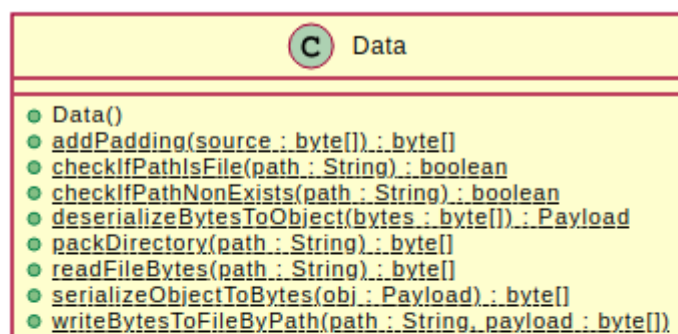 C Data
Data()
addPadding(source : byte[]) : byte[]
checkIfPathIsFile(path : String) : boolean
checkIfPathNonExists(path : String) : boolean
deserializeBytesToObject(bytes : byte[]) : Payload
packDirectory(path : String) : byte[]
readFileBytes(path : String) : byte[]
serializeObjectToBytes(obj : Payload) : byte[]
writeBytesToFileByPath(path : String, payload : byte[])